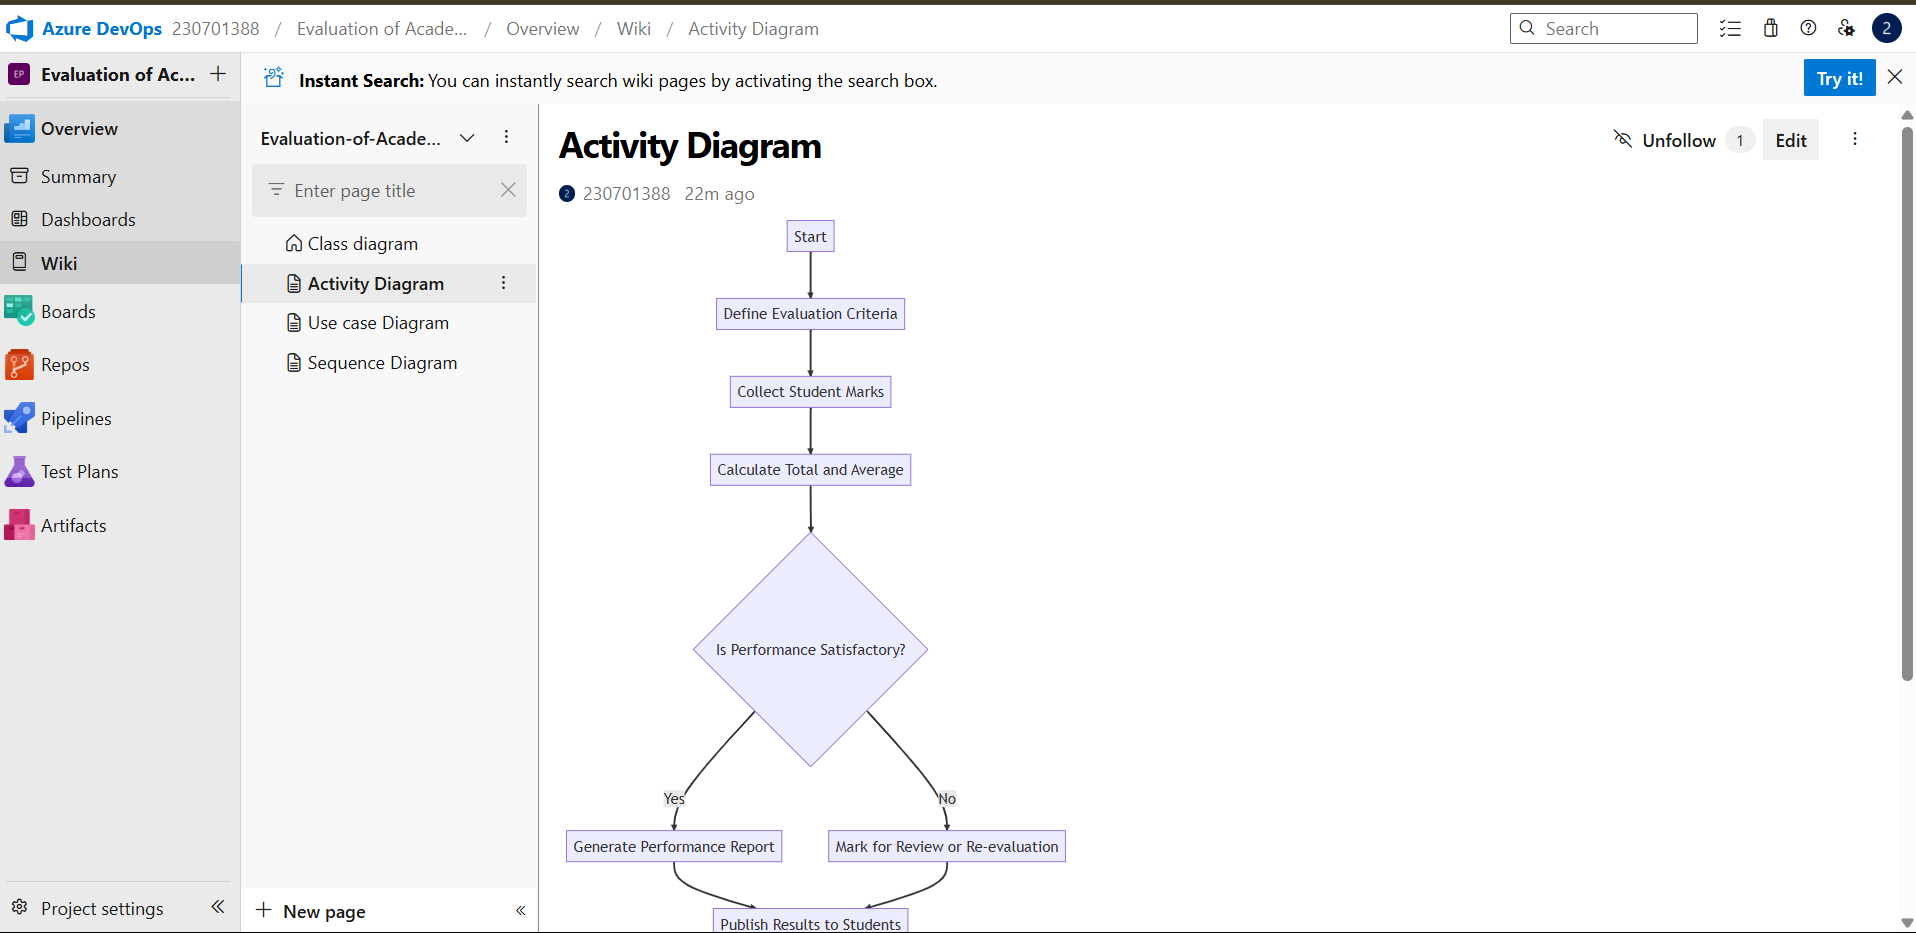 Azure DevOps 230701388 / Evaluation of Acade... / Overview / Wiki / Activity Diagram
Search
2
EP Evaluation of Ac...
Instant Search: You can instantly search wiki pages by activating the search box.
Try it!
Overview
Summary
Dashboards
Wiki
Boards
Repos
Pipelines
Test Plans
Artifacts
Project settings
Evaluation-of-Acade...
Enter page title
Class diagram
Activity Diagram
Use case Diagram
Sequence Diagram
New page
Activity Diagram
Unfollow 1 Edit
2 230701388 22m ago
Start
Define Evaluation Criteria
Collect Student Marks
Calculate Total and Average
Is Performance Satisfactory?
Yes No
Generate Performance Report Mark for Review or Re-evaluation
Publish Results to Students